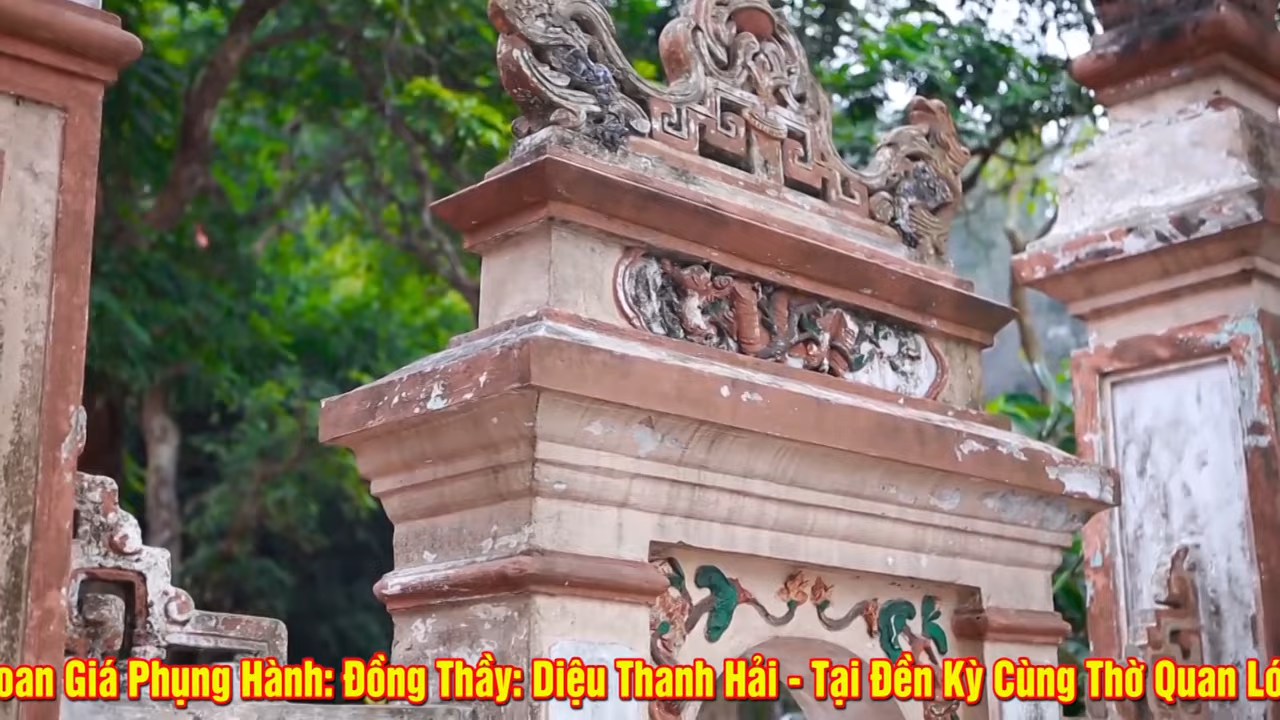 Giá Phụng Hành: Đồng Thầy: Diệu Thanh Hải - Tại Đền Kỳ Cùng Thờ Quan